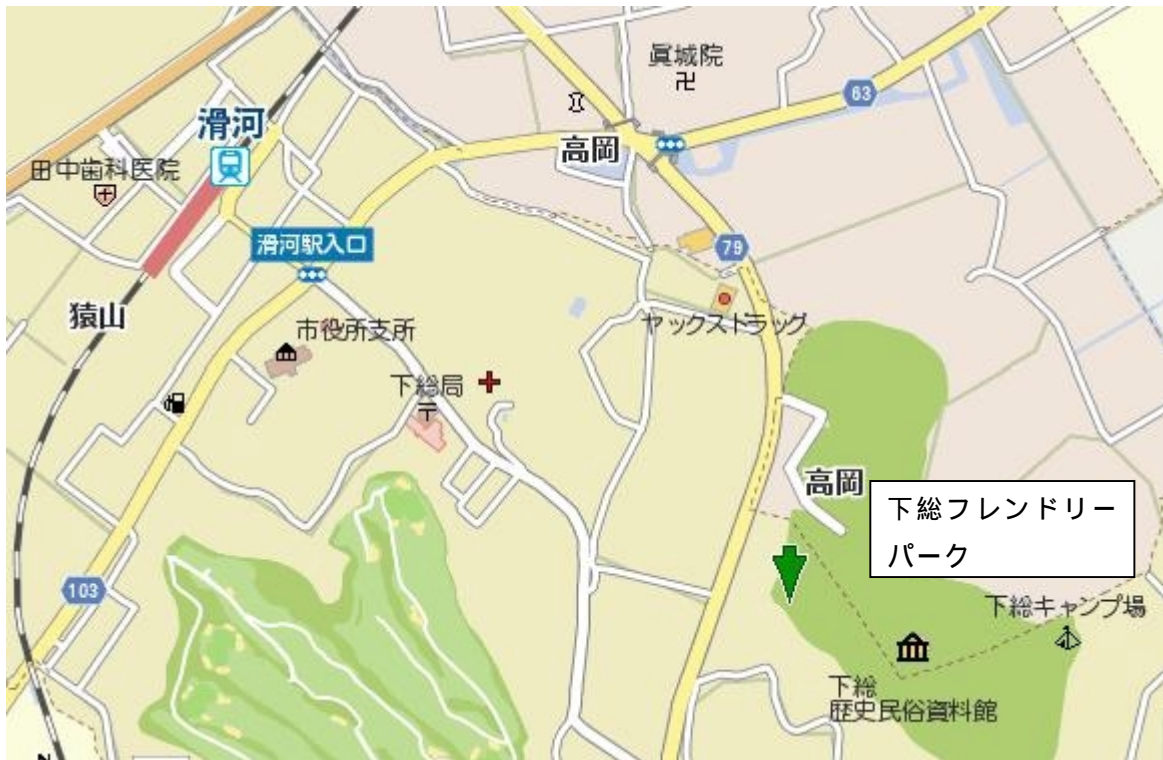 眞城院
63
滑河
高岡
田中歯科医院
滑河駅入口
79
猿山
市役所支所
ヤックストラッグ
下総局
高岡
下総フレンドリー
パーク
103
下総キャンプ場
下総
歴史民俗資料館